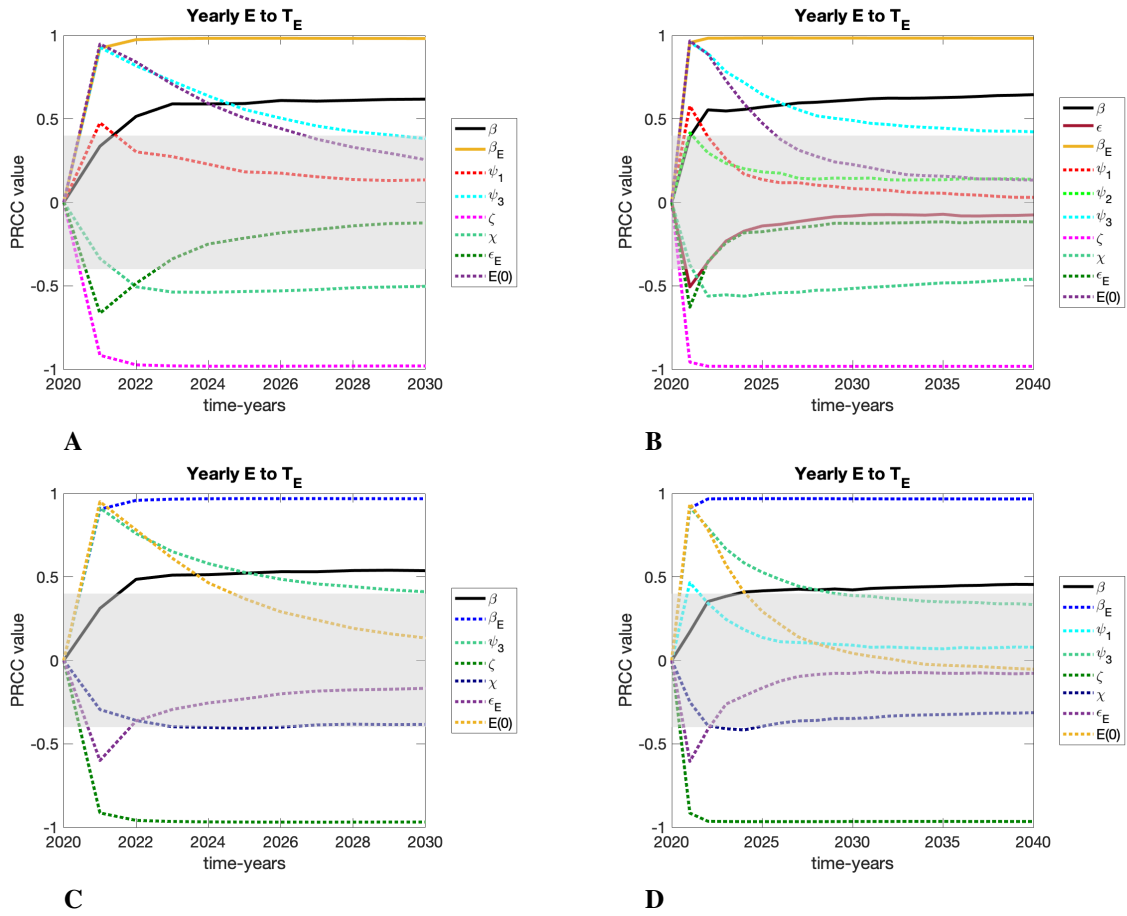 Yearly E to T_E
PRCC value
1
0.5
0
-0.5
-1
2020 2022 2024 2026 2028 2030
time-years
β
β_E
ψ_1
ψ_3
ζ
χ
ϵ_E
E(0)
A
Yearly E to T_E
PRCC value
1
0.5
0
-0.5
-1
2020 2025 2030 2035 2040
time-years
β
ϵ
β_E
ψ_1
ψ_2
ψ_3
ζ
χ
ϵ_E
E(0)
B
Yearly E to T_E
PRCC value
1
0.5
0
-0.5
-1
2020 2022 2024 2026 2028 2030
time-years
β
β_E
ψ_3
ζ
χ
ϵ_E
E(0)
C
Yearly E to T_E
PRCC value
1
0.5
0
-0.5
-1
2020 2025 2030 2035 2040
time-years
β
β_E
ψ_1
ψ_3
ζ
χ
ϵ_E
E(0)
D